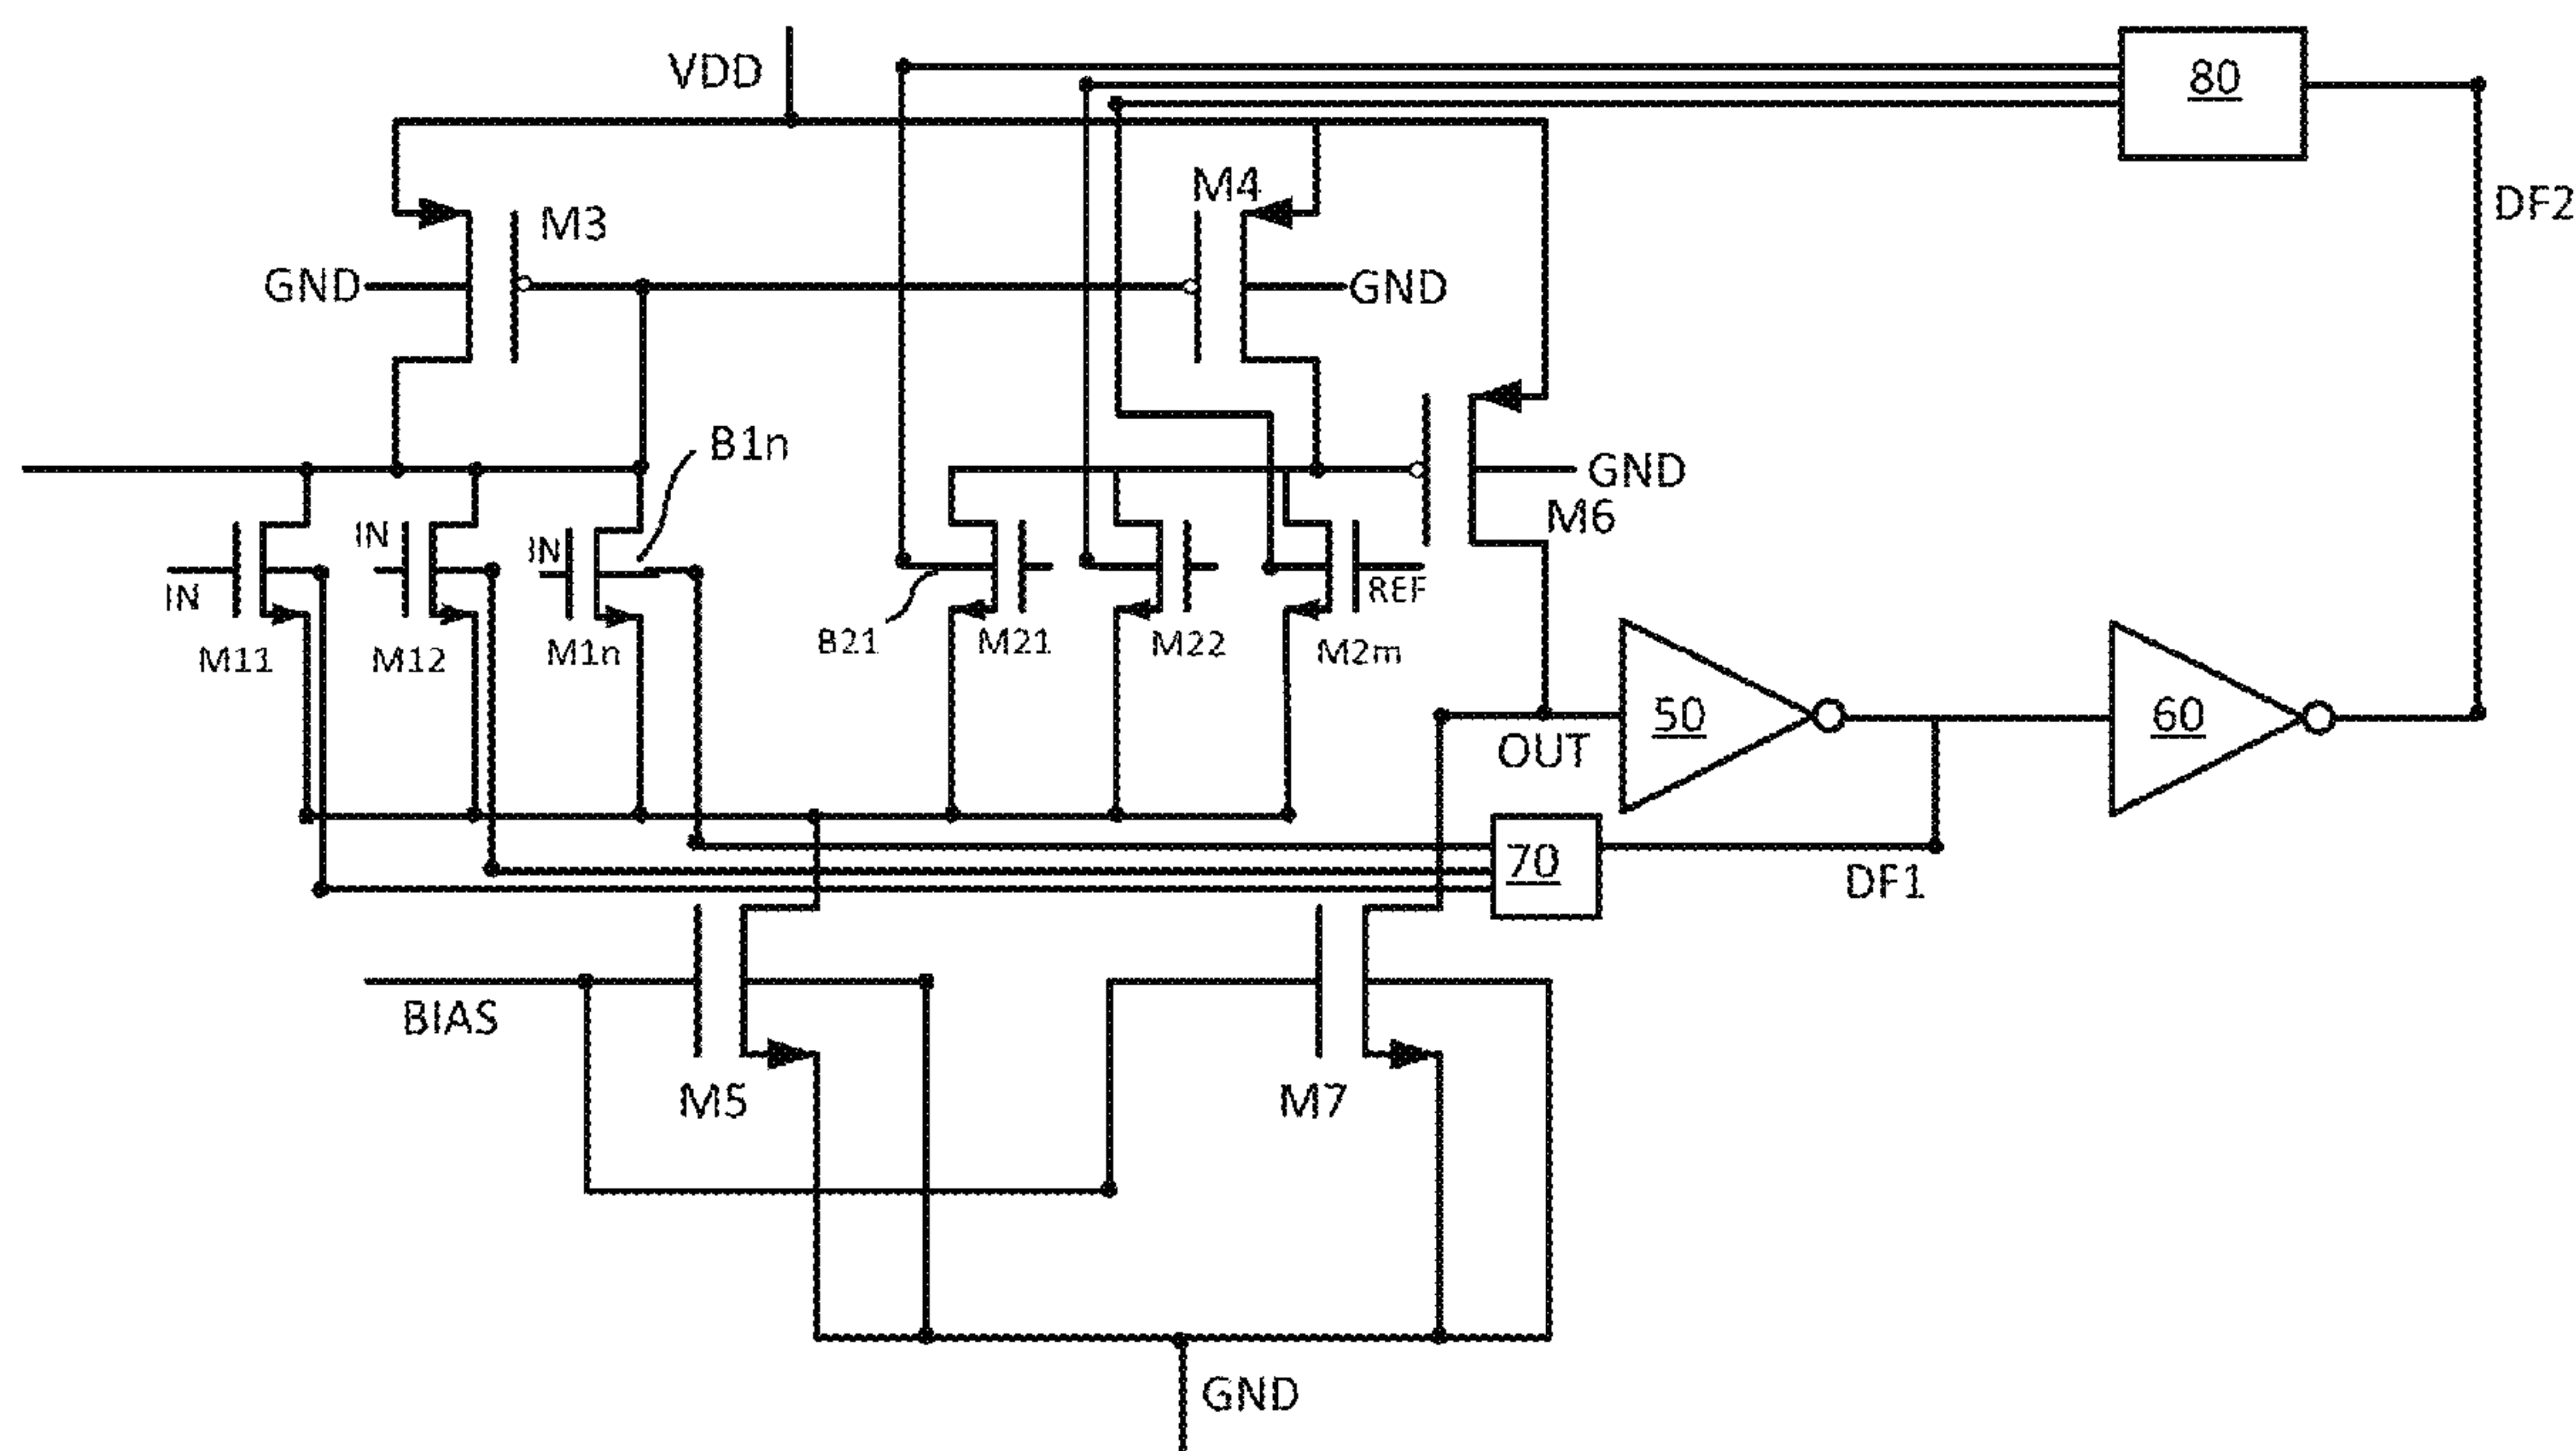 VDD
80
M4
DF2
M3
GND
GND
B1n
GND
M6
IN
IN
IN
REF
M11
M12
M1n
B21
M21
M22
M2m
50
60
OUT
70
DF1
BIAS
M5
M7
GND